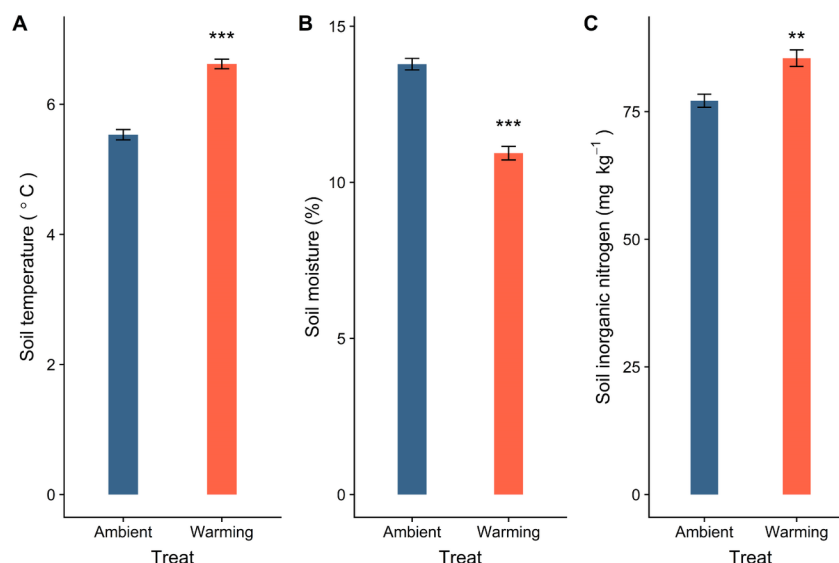 A
Soil temperature ( ° C )
6
4
2
0
***
Ambient Warming
Treat
B
Soil moisture (%)
15
10
5
0
***
Ambient Warming
Treat
C
Soil inorganic nitrogen (mg kg⁻¹)
75
50
25
0
**
Ambient Warming
Treat